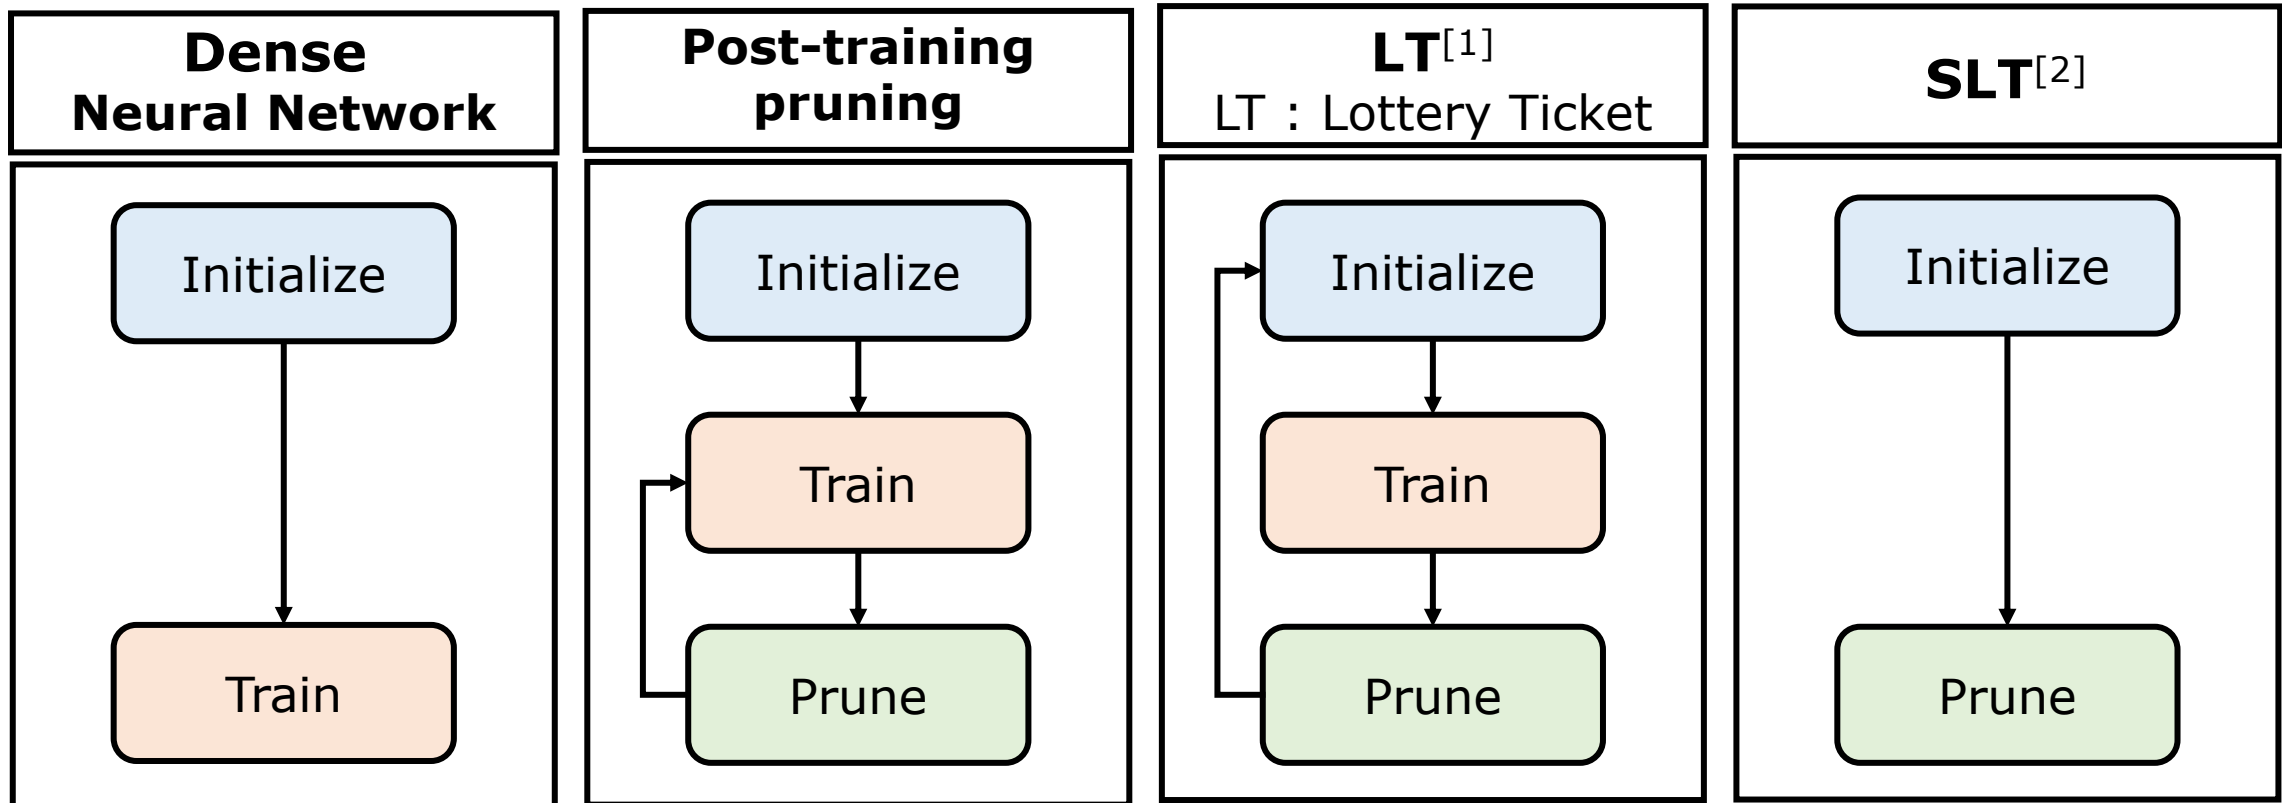 Dense
Neural Network
Initialize
Train
Post-training
pruning
Initialize
Train
Prune
LT[1]
LT : Lottery Ticket
Initialize
Train
Prune
SLT[2]
Initialize
Prune